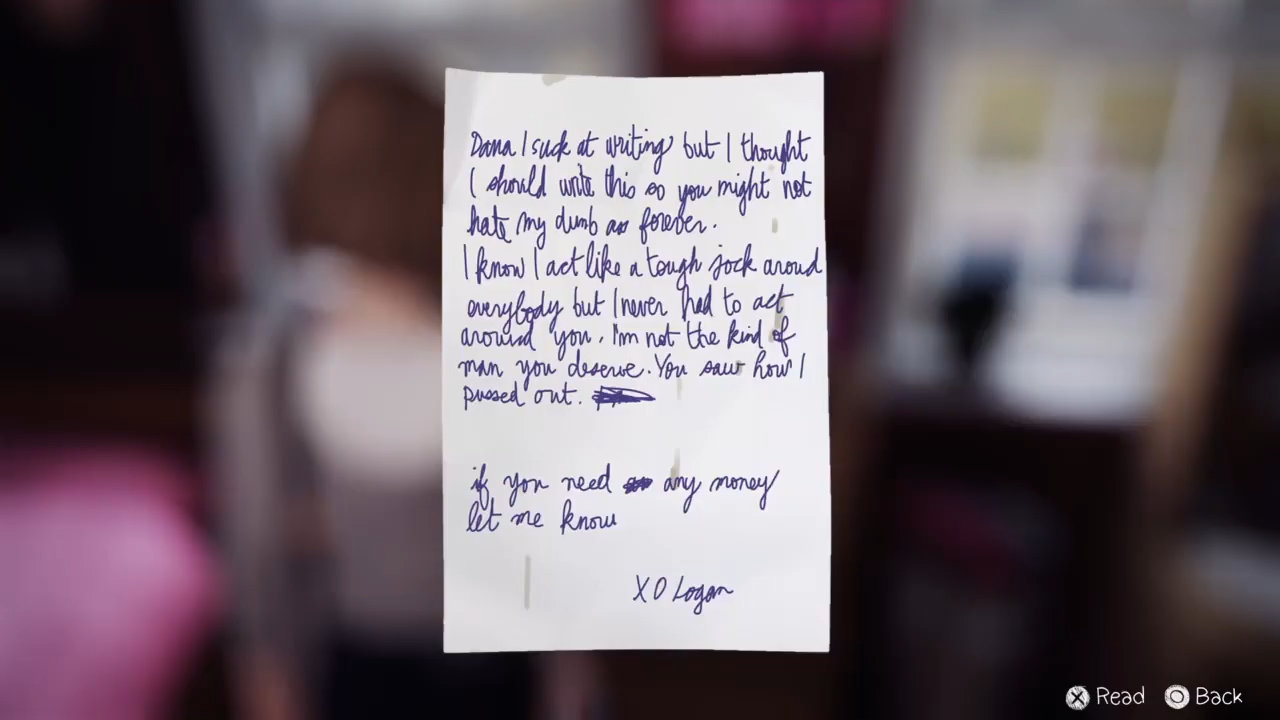 Dana I suck at writing but I thought
I should write this so you might not
hate my dumb ass forever.
I know I act like a tough jock aroud
everybody but I never had to act
around you. I'm not the kind of
man you deserve. You saw how I
pussed out.
if you need any money
let me know
XO Logan
Read Back